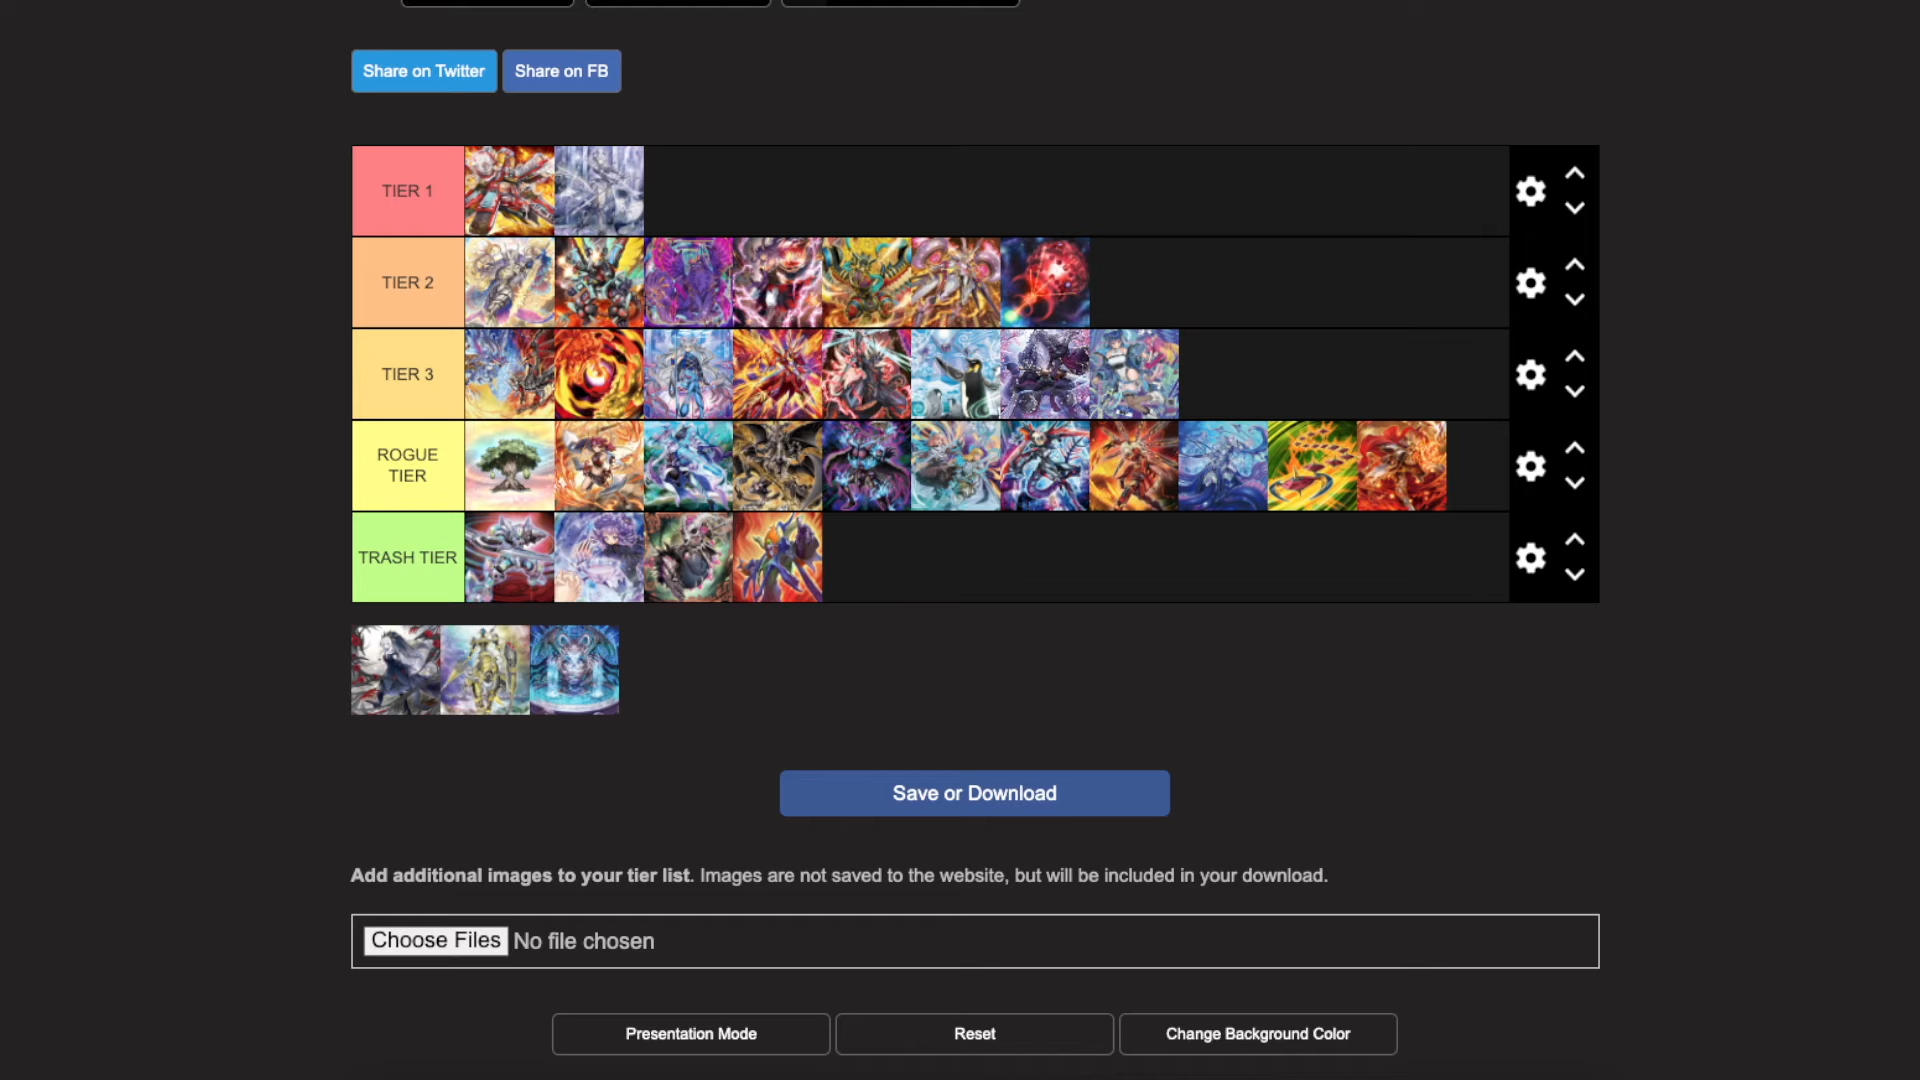 Share on Twitter
Share on FB
TIER 1
TIER 2
TIER 3
ROGUE
TIER
TRASH TIER
Save or Download
Add additional images to your tier list. Images are not saved to the website, but will be included in your download.
Choose Files No file chosen
Presentation Mode
Reset
Change Background Color